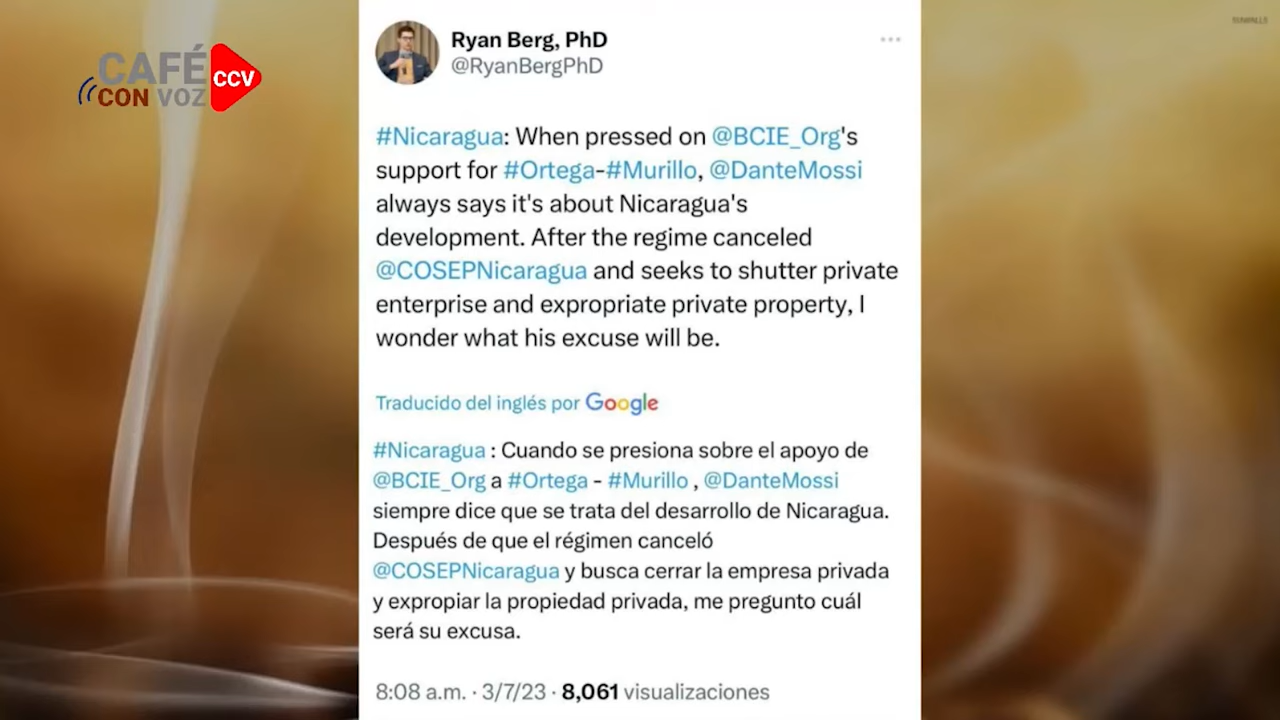 CAFÉ
CON VOZ
CCV
Ryan Berg, PhD
@RyanBergPhD
#Nicaragua: When pressed on @BCIE_Org's
support for #Ortega-#Murillo, @DanteMossi
always says it's about Nicaragua's
development. After the regime canceled
@COSEPNicaragua and seeks to shutter private
enterprise and expropriate private property, I
wonder what his excuse will be.
Traducido del inglés por Google
#Nicaragua : Cuando se presiona sobre el apoyo de
@BCIE_Org a #Ortega - #Murillo , @DanteMossi
siempre dice que se trata del desarrollo de Nicaragua.
Después de que el régimen canceló
@COSEPNicaragua y busca cerrar la empresa privada
y expropiar la propiedad privada, me pregunto cuál
será su excusa.
8:08 a.m. · 3/7/23 · 8,061 visualizaciones